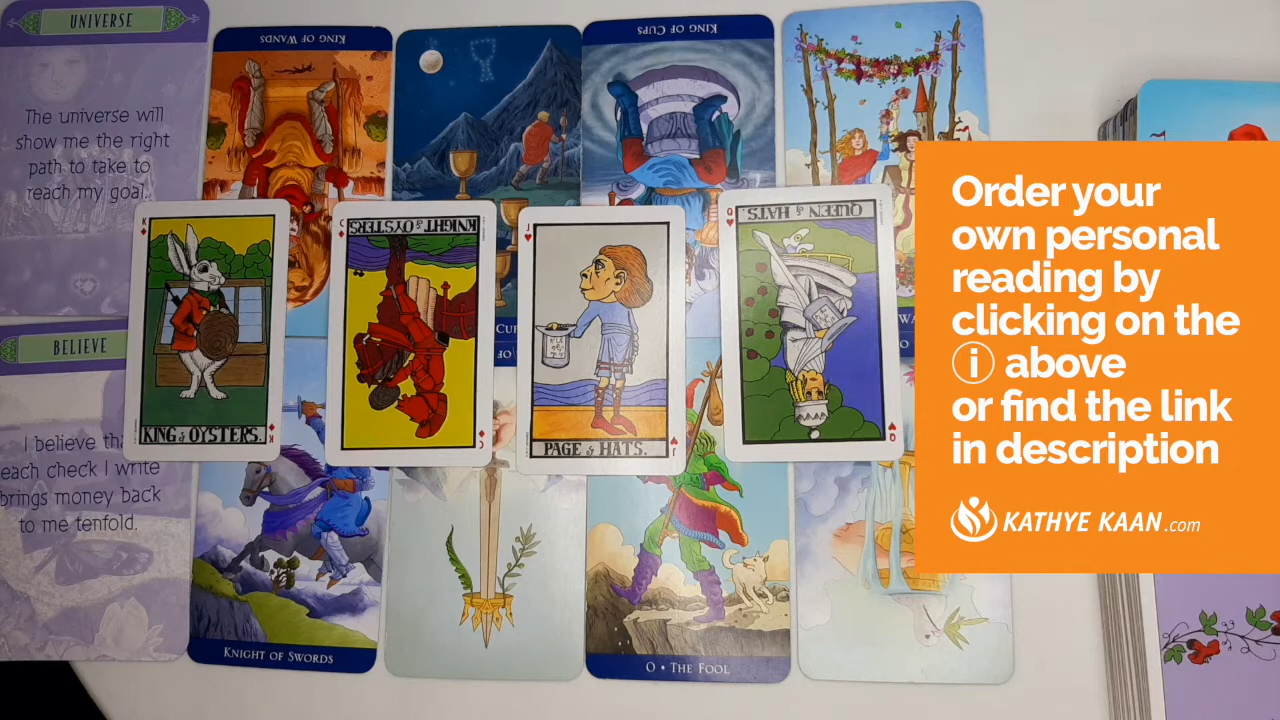 UNIVERSE
The universe will
show me the right
path to take to
reach my goal.
BELIEVE
I believe
each check I write
brings money back
to me tenfold.
KING OF WANDS
KING OF CUPS
K
KING of OYSTERS.
K
C
KNIGHT of OYSTERS.
C
J
PAGE of HATS.
J
Q
QUEEN of HATS.
Q
KNIGHT OF SWORDS
O • THE FOOL
Order your
own personal
reading by
clicking on the
i above
or find the link
in description
KATHYE KAAN.com